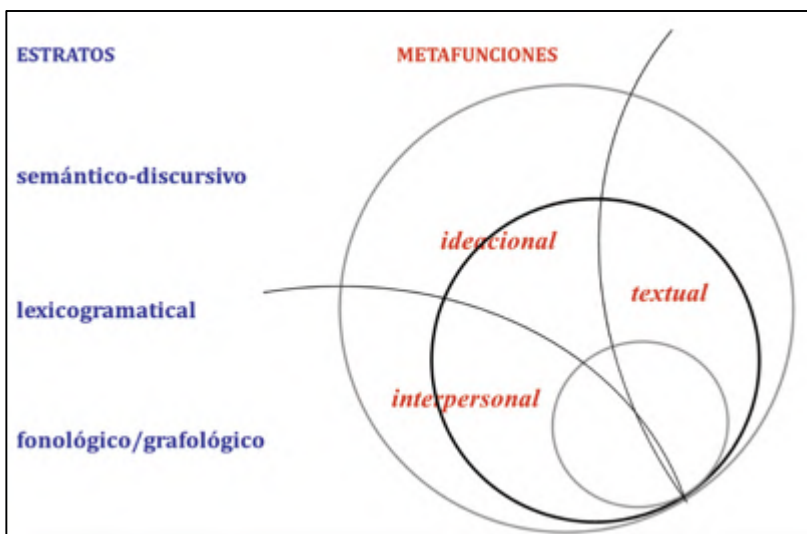 ESTRATOS
METAFUNCIONES
semántico-discursivo
ideacional
textual
lexicogramatical
interpersonal
fonológico/grafológico